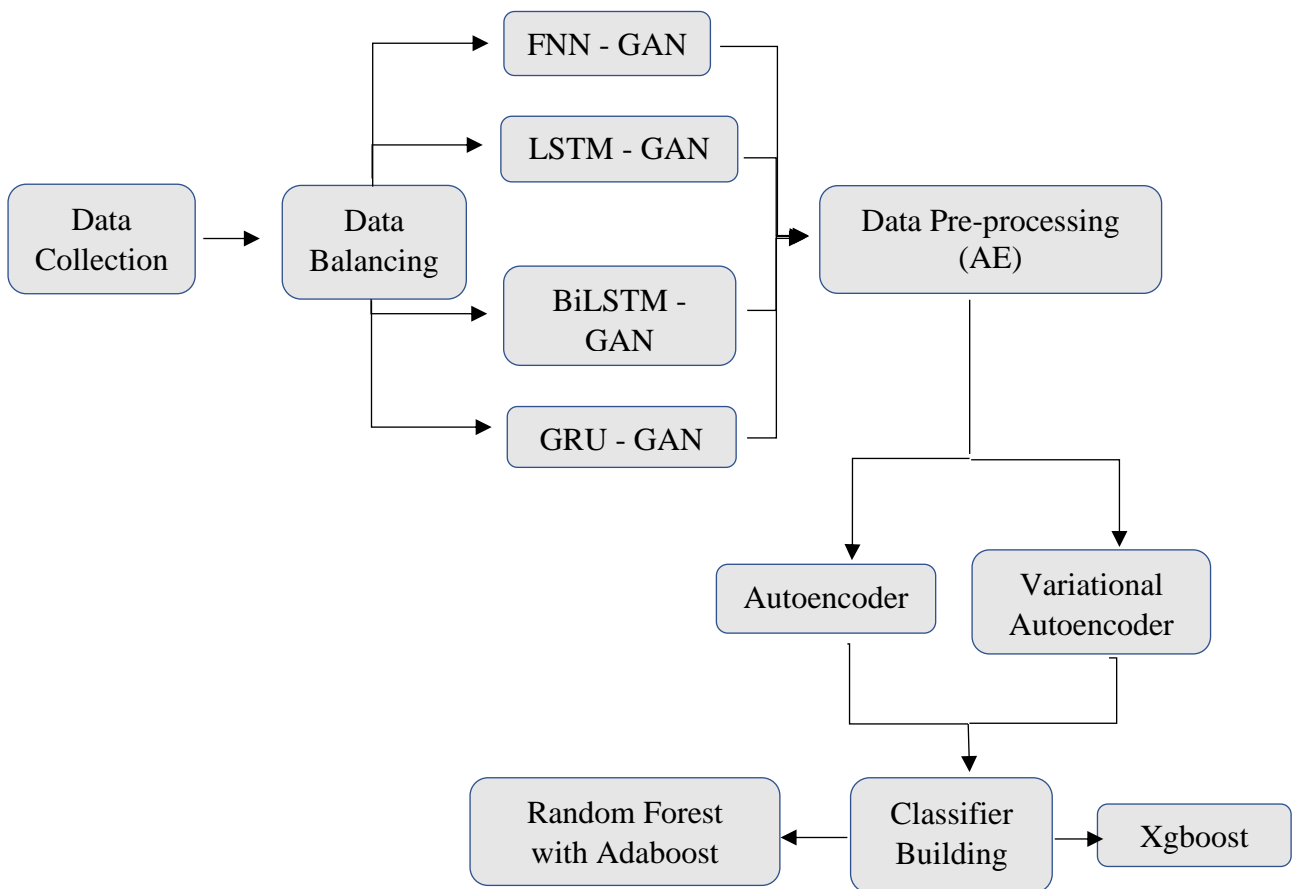 FNN - GAN
LSTM - GAN
Data
Collection
Data
Balancing
BiLSTM -
GAN
GRU - GAN
Data Pre-processing
(AE)
Autoencoder
Variational
Autoencoder
Random Forest
with Adaboost
Classifier
Building
Xgboost